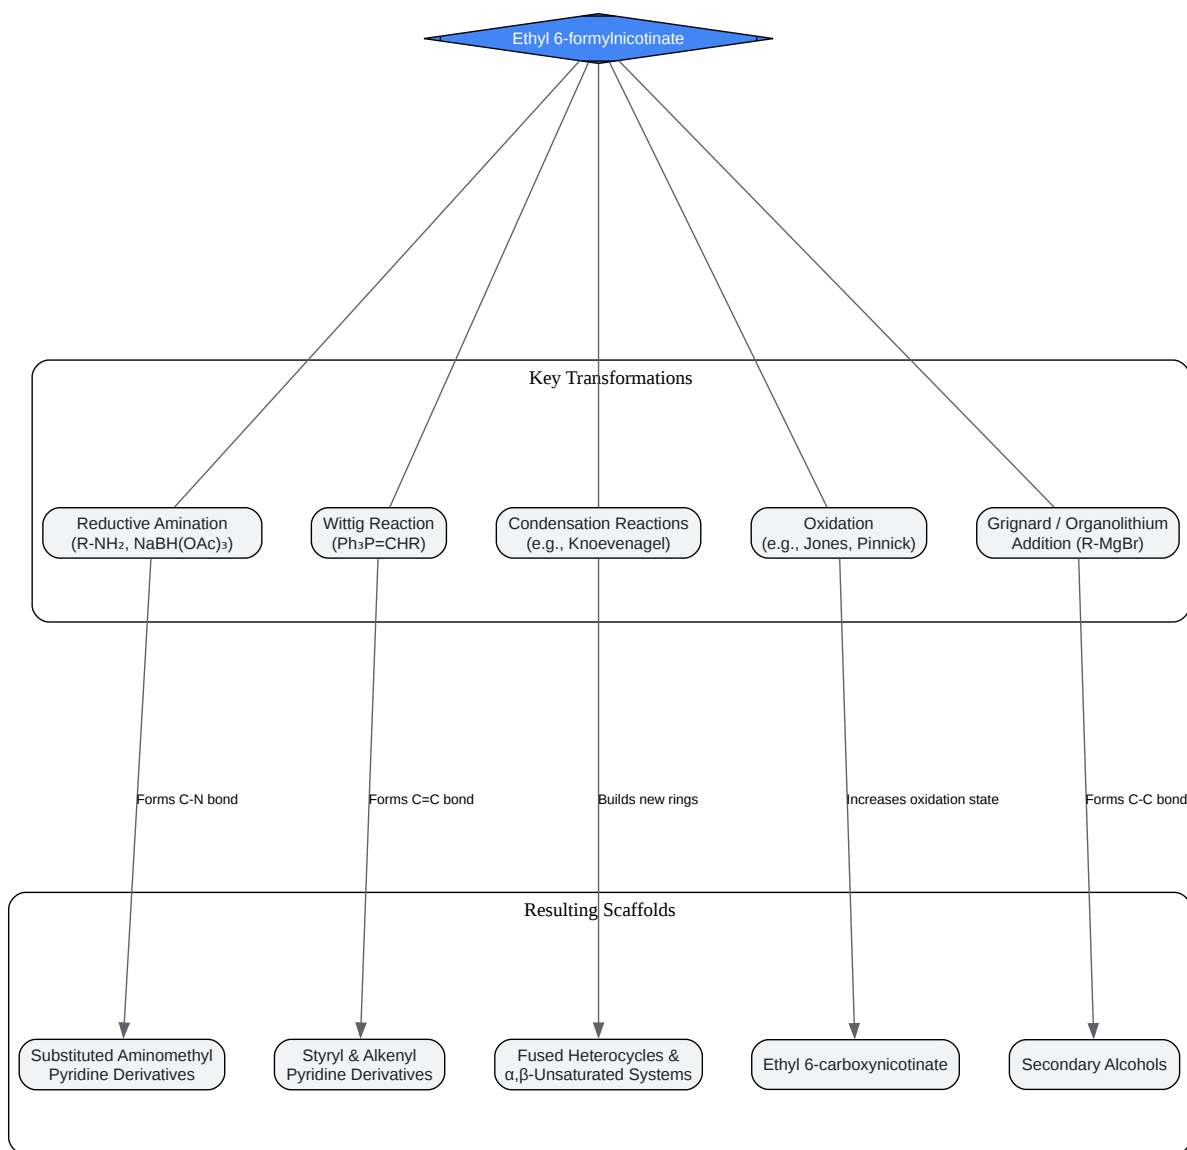 Ethyl 6-formylnicotinate
Key Transformations
Reductive Amination
(R-NH₂, NaBH(OAc)₃)
Wittig Reaction
(Ph₃P=CHR)
Condensation Reactions
(e.g., Knoevenagel)
Oxidation
(e.g., Jones, Pinnick)
Grignard / Organolithium
Addition (R-MgBr)
Forms C-N bond
Forms C=C bond
Builds new rings
Increases oxidation state
Forms C-C bond
Resulting Scaffolds
Substituted Aminomethyl
Pyridine Derivatives
Styryl & Alkenyl
Pyridine Derivatives
Fused Heterocycles &
α,β-Unsaturated Systems
Ethyl 6-carboxynicotinate
Secondary Alcohols